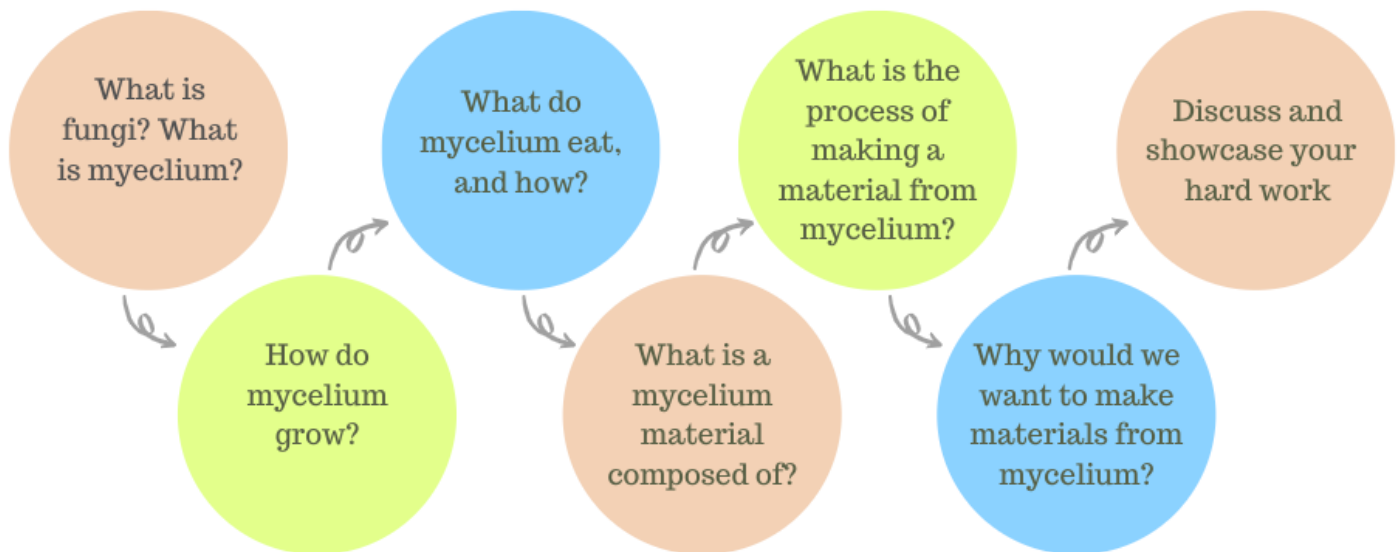 What is
fungi? What
is myeclium?
How do
mycelium
grow?
What do
mycelium eat,
and how?
What is a
mycelium
material
composed of?
What is the
process of
making a
material from
mycelium?
Why would we
want to make
materials from
mycelium?
Discuss and
showcase your
hard work